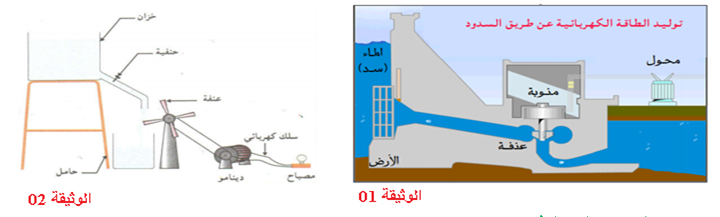 توليد الطاقة الكهربائية عن طريق السدود
الماء
(سد)
محول
منوبة
عنفة
الأرض
الوثيقة 01
خزان
حنفية
عنفة
سلك كهربائي
حامل
دينامو
مصباح
الوثيقة 02